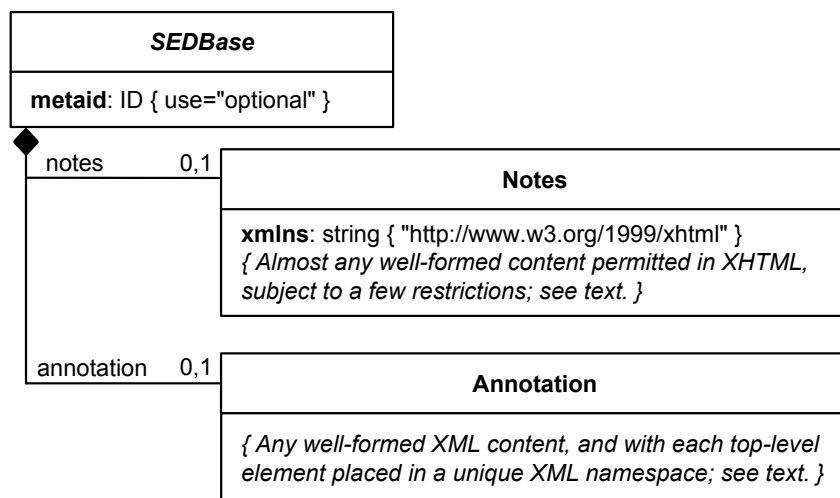 SEDBase
metaid: ID { use="optional" }
notes 0,1
Notes
xmlns: string { "http://www.w3.org/1999/xhtml" }
{ Almost any well-formed content permitted in XHTML,
subject to a few restrictions; see text. }
annotation 0,1
Annotation
{ Any well-formed XML content, and with each top-level
element placed in a unique XML namespace; see text. }